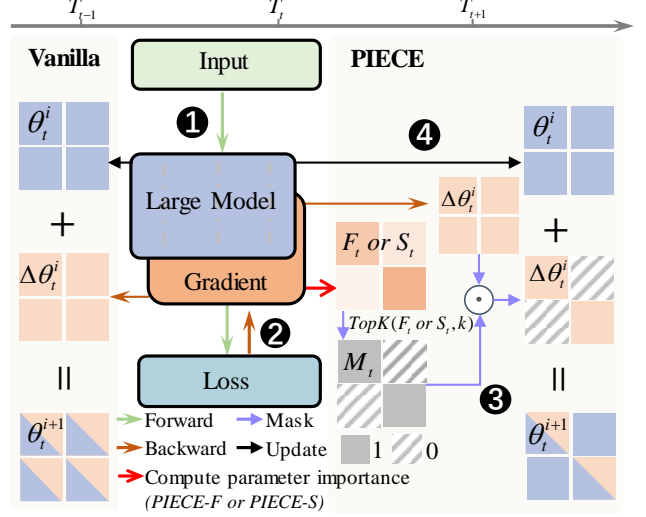 T_{t-1} T_t T_{t+1}
Vanilla Input PIECE
❶ ❹
θ_t^i θ_t^i
Large Model
+ Δθ_t^i +
F_t or S_t
Δθ_t^i Gradient Δθ_t^i
TopK(F_t or S_t, k)
❷
M_t
= Loss ❸ =
Forward Mask
θ_t^{i+1} θ_t^{i+1}
Backward Update 1 0
Compute parameter importance
(PIECE-F or PIECE-S)